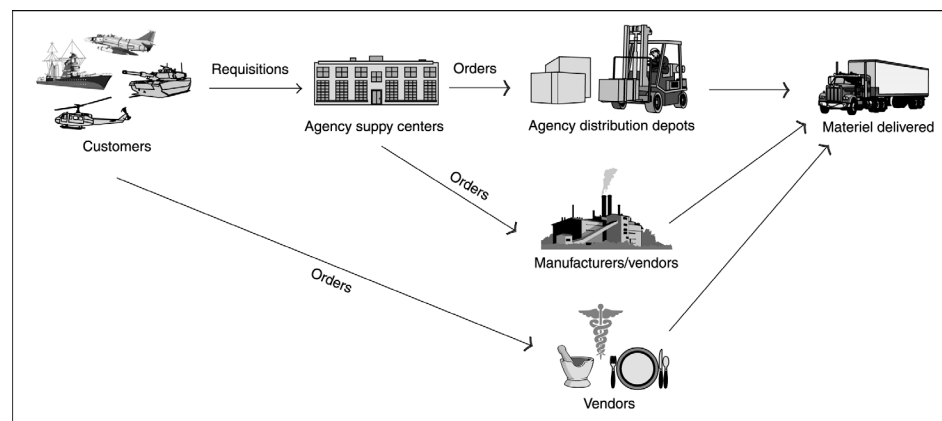 Requisitions
Orders
Customers
Agency suppy centers
Agency distribution depots
Materiel delivered
Orders
Manufacturers/vendors
Orders
Vendors